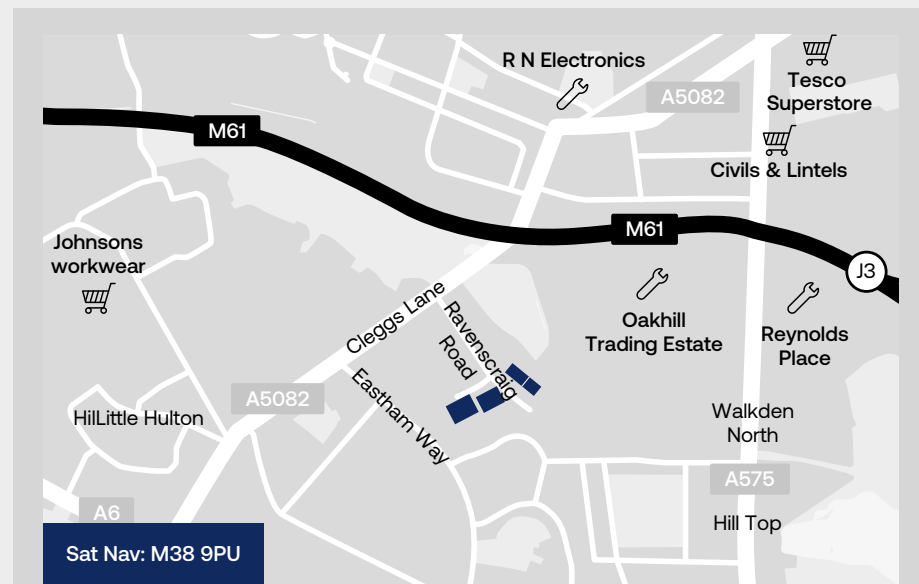 R N Electronics
A5082
Tesco
Superstore
M61
Civils & Lintels
Johnsons
workwear
M61
J3
Cleggs Lane
Ravenscraig
Road
Oakhill
Trading Estate
Reynolds
Place
A5082
Eastham Way
HilLittle Hulton
Walkden
North
A575
A6
Hill Top
Sat Nav: M38 9PU